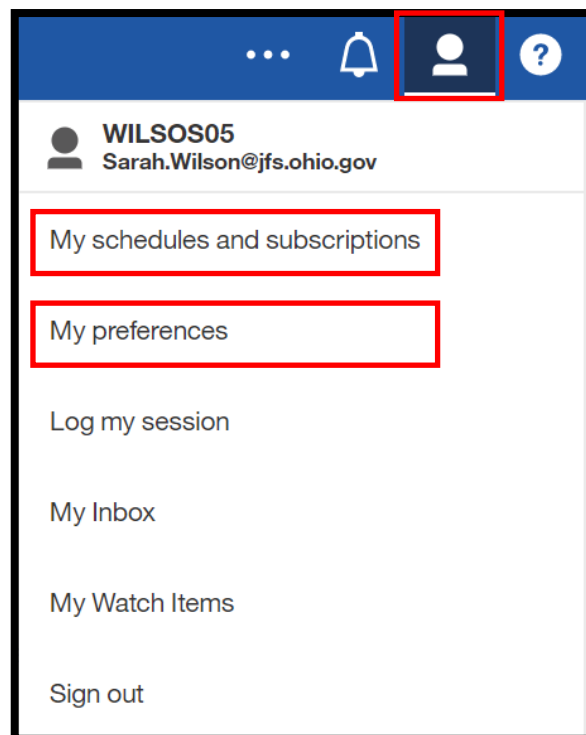 ?
WILSOS05
Sarah.Wilson@jfs.ohio.gov
My schedules and subscriptions
My preferences
Log my session
My Inbox
My Watch Items
Sign out